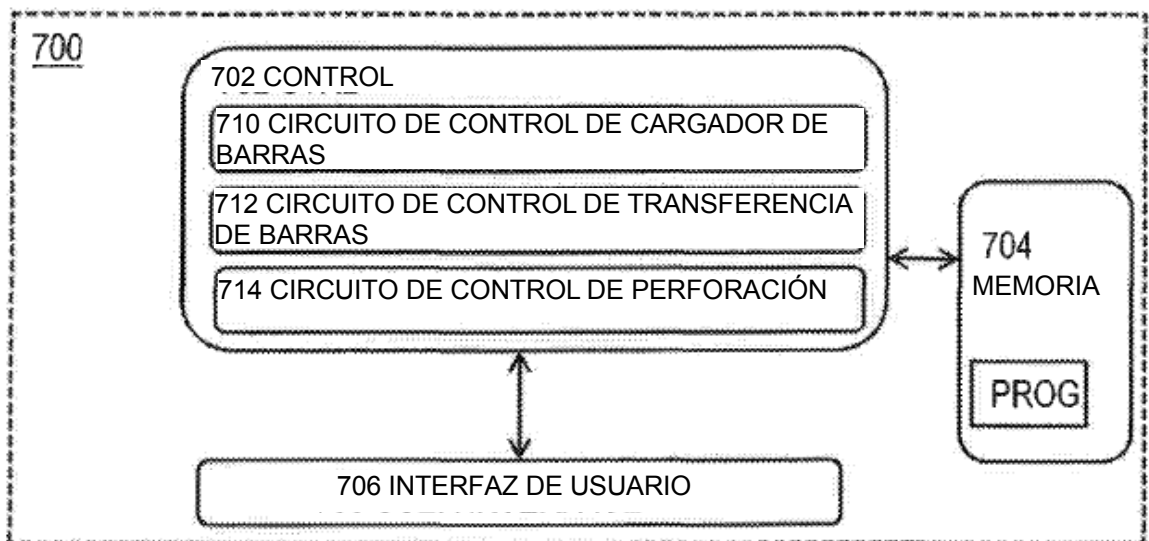 700
702 CONTROL
710 CIRCUITO DE CONTROL DE CARGADOR DE
BARRAS
712 CIRCUITO DE CONTROL DE TRANSFERENCIA
DE BARRAS
714 CIRCUITO DE CONTROL DE PERFORACIÓN
704
MEMORIA
PROG
706 INTERFAZ DE USUARIO